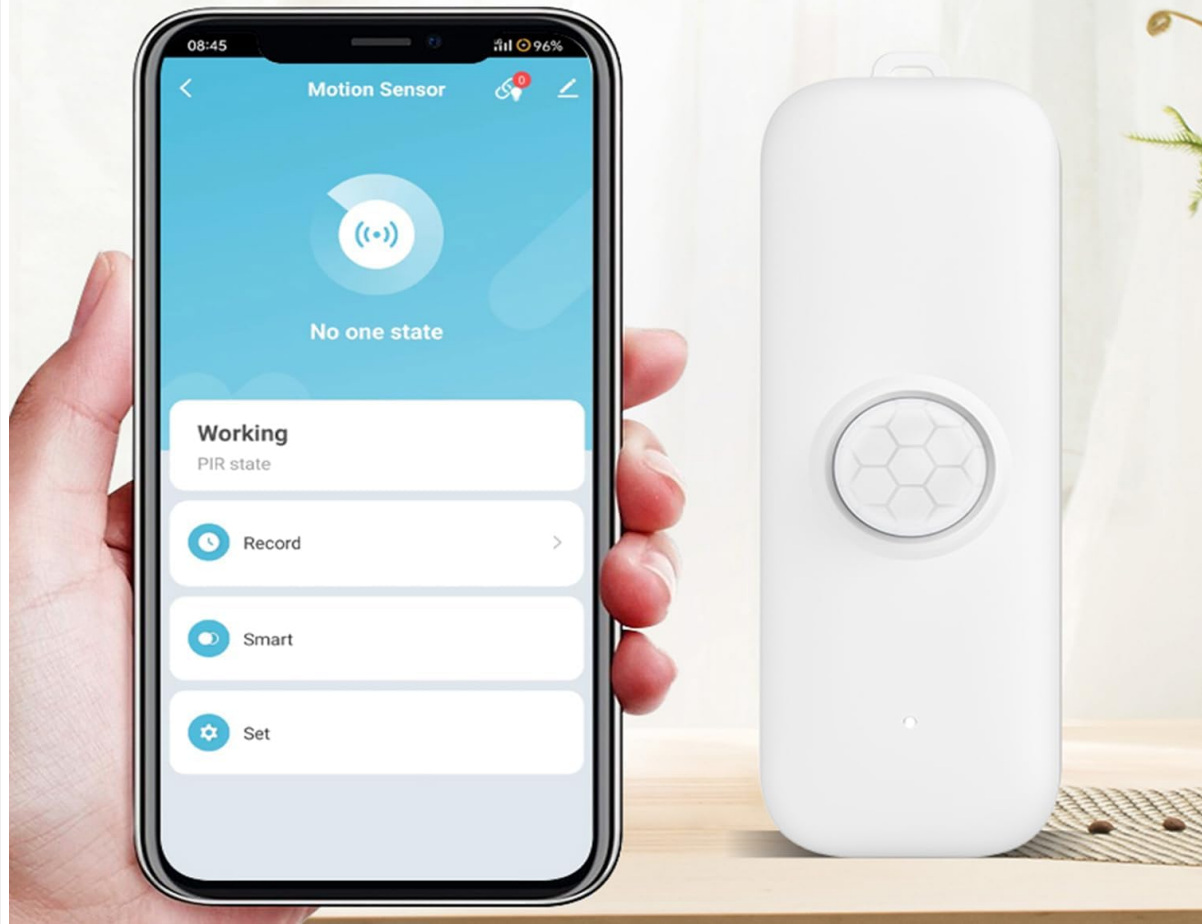 08:45
96%
Motion Sensor
0
No one state
Working
PIR state
Record
Smart
Set